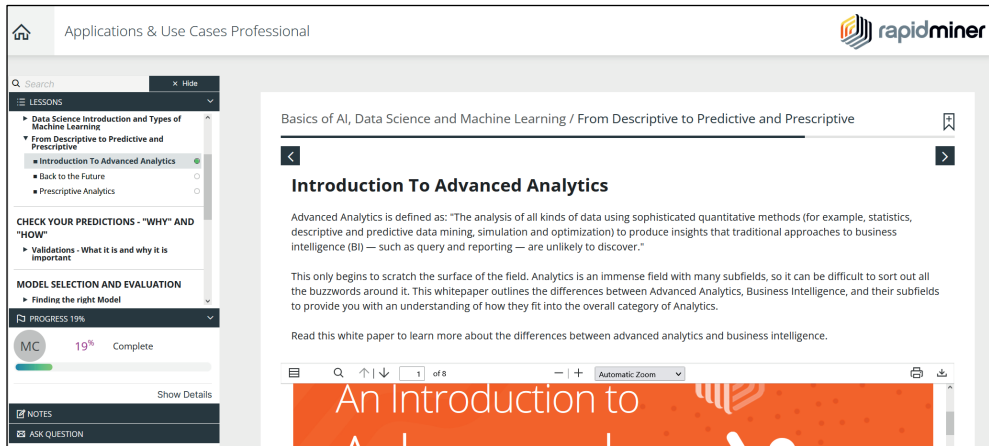 Applications & Use Cases Professional
rapidminer
Search
× Hide
LESSONS
Data Science Introduction and Types of
Machine Learning
From Descriptive to Predictive and
Prescriptive
Introduction To Advanced Analytics
Back to the Future
Prescriptive Analytics
CHECK YOUR PREDICTIONS - "WHY" AND
"HOW"
Validations - What it is and why it is
important
MODEL SELECTION AND EVALUATION
Finding the right Model
PROGRESS 19%
MC
19% Complete
Show Details
NOTES
ASK QUESTION
Basics of AI, Data Science and Machine Learning / From Descriptive to Predictive and Prescriptive
Introduction To Advanced Analytics
Advanced Analytics is defined as: "The analysis of all kinds of data using sophisticated quantitative methods (for example, statistics,
descriptive and predictive data mining, simulation and optimization) to produce insights that traditional approaches to business
intelligence (BI) — such as query and reporting — are unlikely to discover."
This only begins to scratch the surface of the field. Analytics is an immense field with many subfields, so it can be difficult to sort out all
the buzzwords around it. This whitepaper outlines the differences between Advanced Analytics, Business Intelligence, and their subfields
to provide you with an understanding of how they fit into the overall category of Analytics.
Read this white paper to learn more about the differences between advanced analytics and business intelligence.
1 of 8
Automatic Zoom
An Introduction to